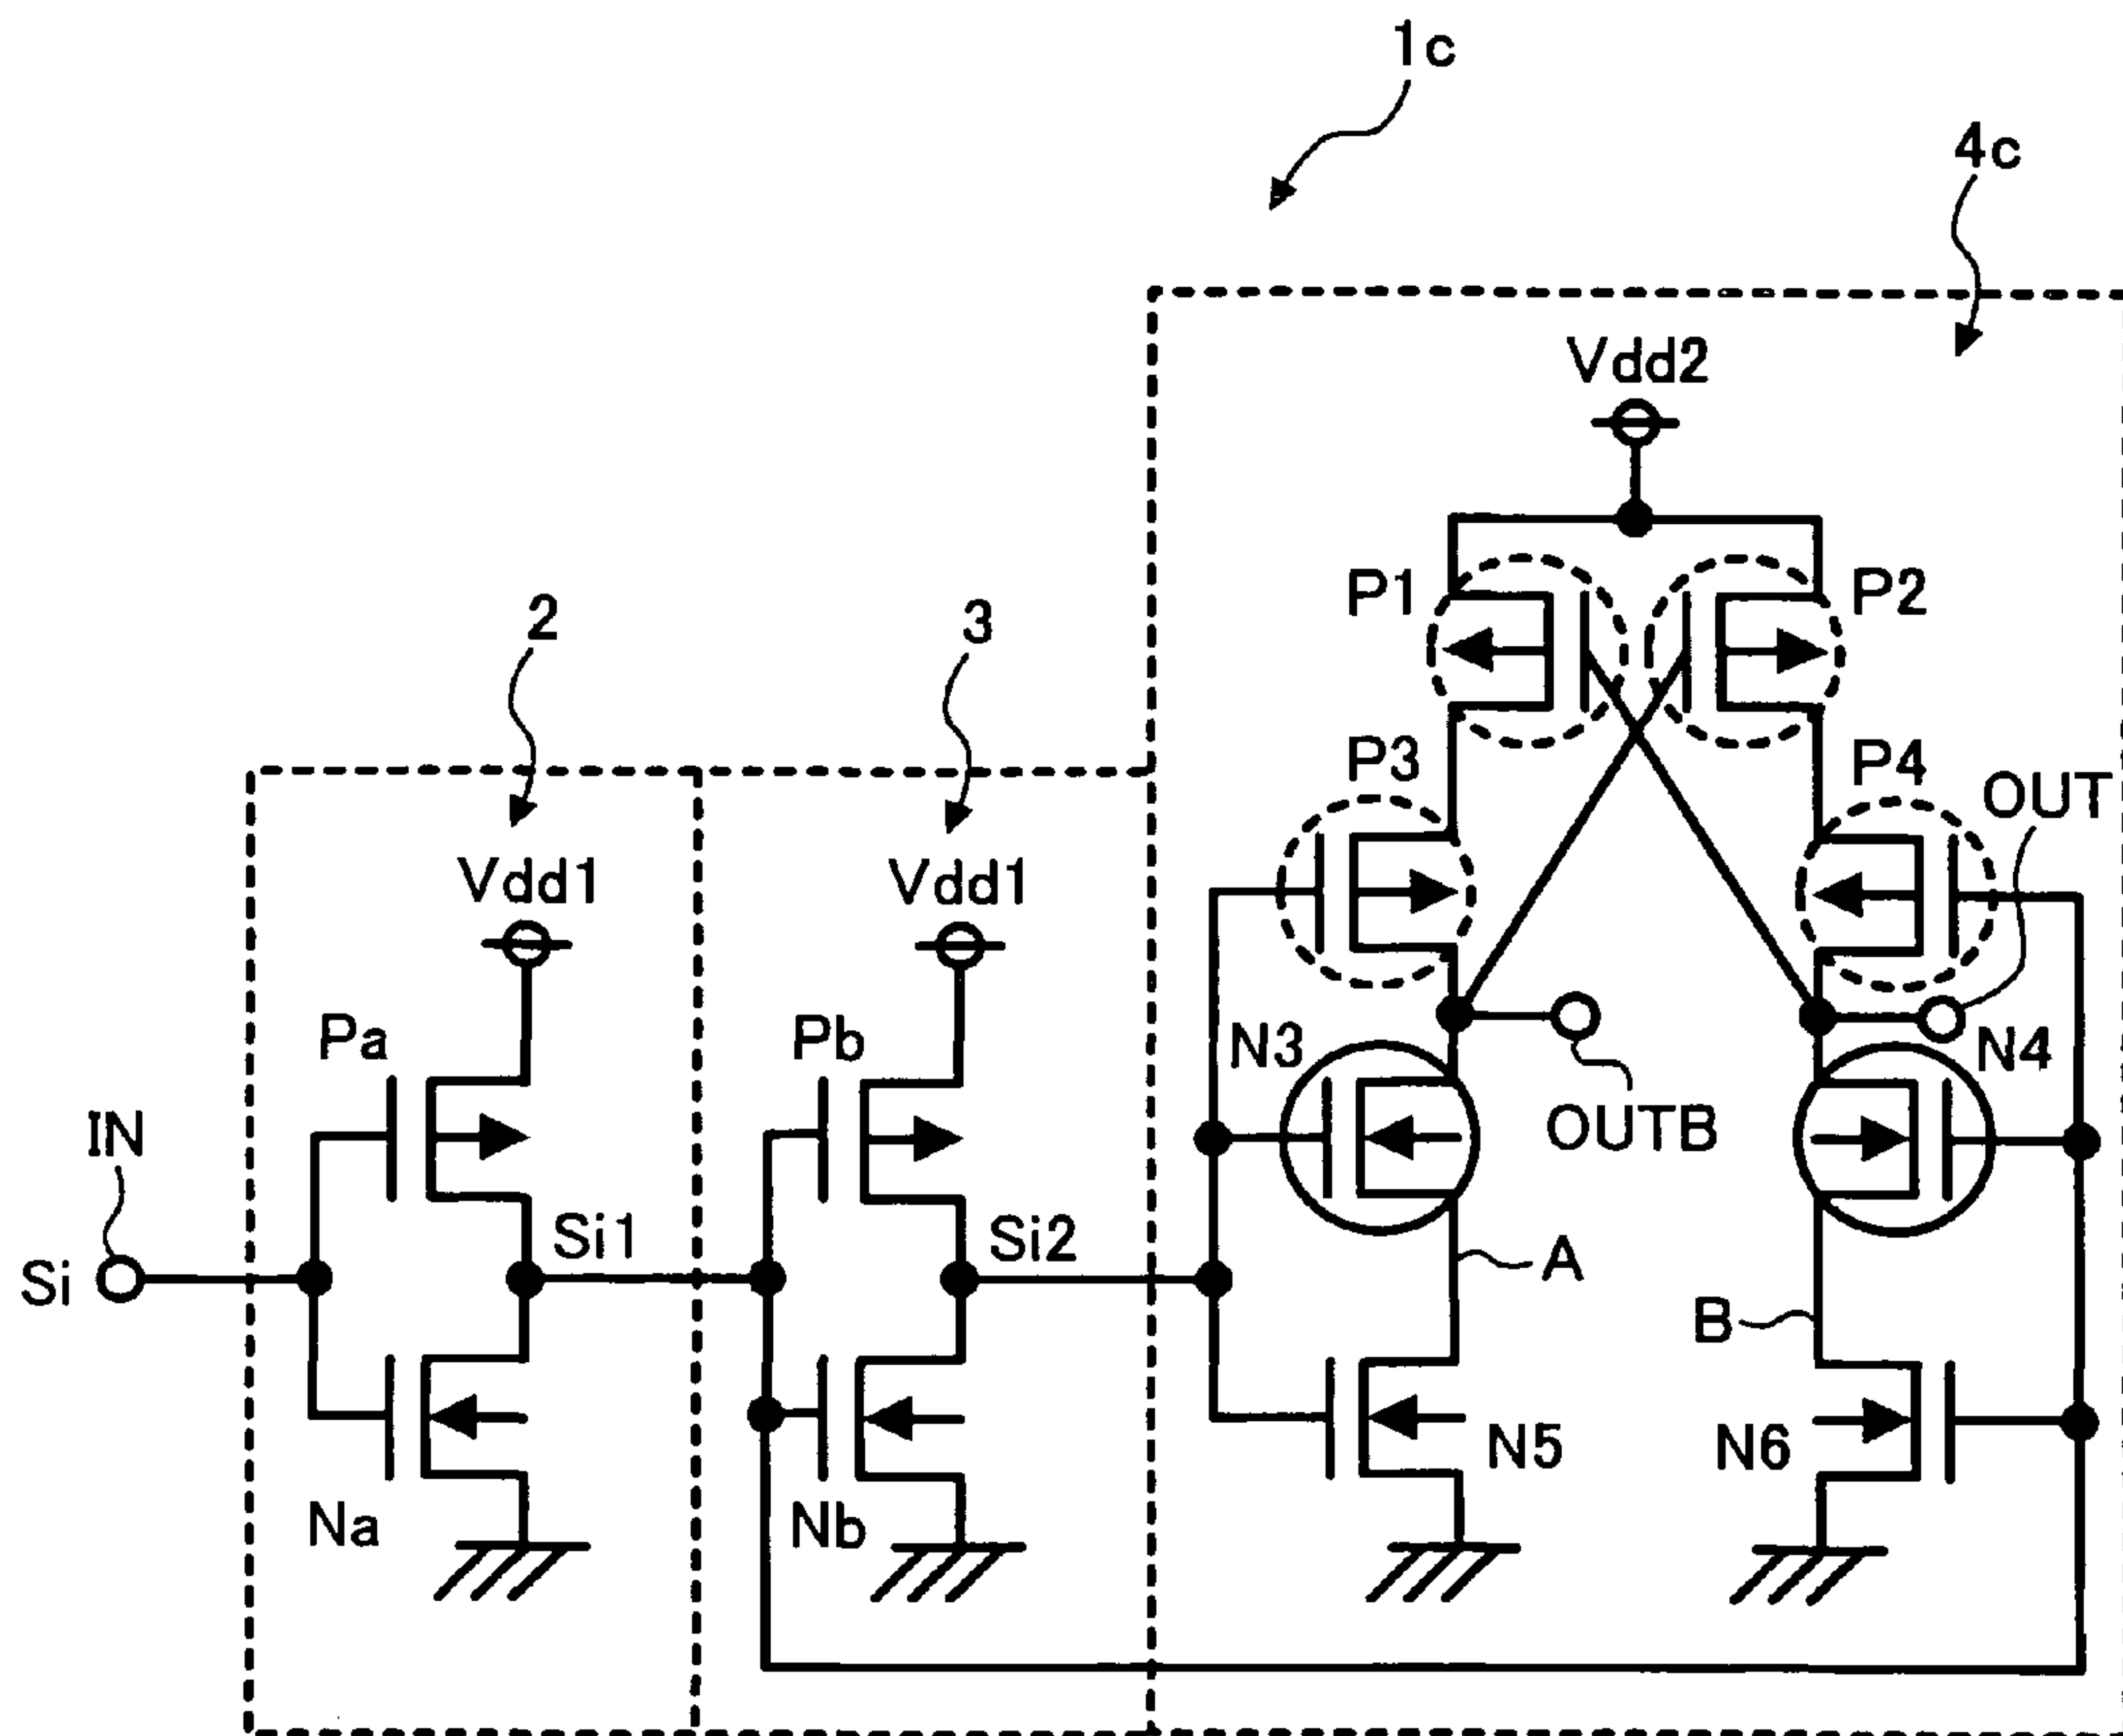 1c
4c
Vdd2
P1
P2
2
3
P3
P4
OUT
Vdd1
Vdd1
Pa
Pb
N3
N4
IN
OUTB
Si1
Si2
A
Si
B
N5
N6
Na
Nb